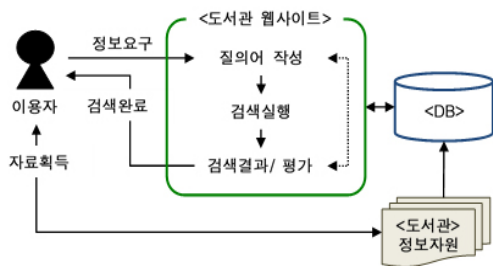 <도서관 웹사이트>
정보요구
질의어 작성
이용자
검색완료
검색실행
<DB>
자료획득
검색결과/ 평가
<도서관>
정보자원